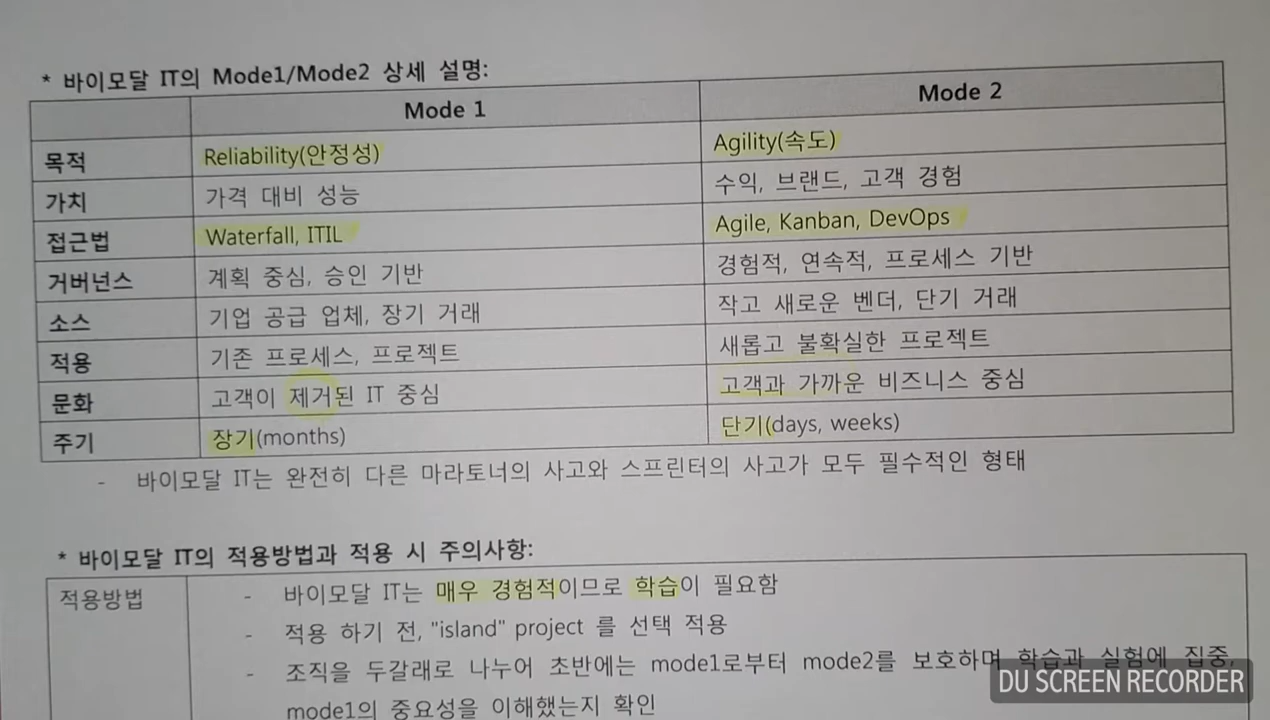 * 바이모달 IT의 Mode1/Mode2 상세 설명:
Mode 1 Mode 2
목적 Reliability(안정성) Agility(속도)
가치 가격 대비 성능 수익, 브랜드, 고객 경험
접근법 Waterfall, ITIL Agile, Kanban, DevOps
거버넌스 계획 중심, 승인 기반 경험적, 연속적, 프로세스 기반
소스 기업 공급 업체, 장기 거래 작고 새로운 벤더, 단기 거래
적용 기존 프로세스, 프로젝트 새롭고 불확실한 프로젝트
문화 고객이 제거된 IT 중심 고객과 가까운 비즈니스 중심
주기 장기(months) 단기(days, weeks)
- 바이모달 IT는 완전히 다른 마라토너의 사고와 스프린터의 사고가 모두 필수적인 형태
* 바이모달 IT의 적용방법과 적용 시 주의사항:
적용방법 - 바이모달 IT는 매우 경험적이므로 학습이 필요함
- 적용 하기 전, "island" project 를 선택 적용
- 조직을 두갈래로 나누어 초반에는 mode1로부터 mode2를 보호하며 학습과 실험에 집중,
mode1의 중요성을 이해했는지 확인
DU SCREEN RECORDER